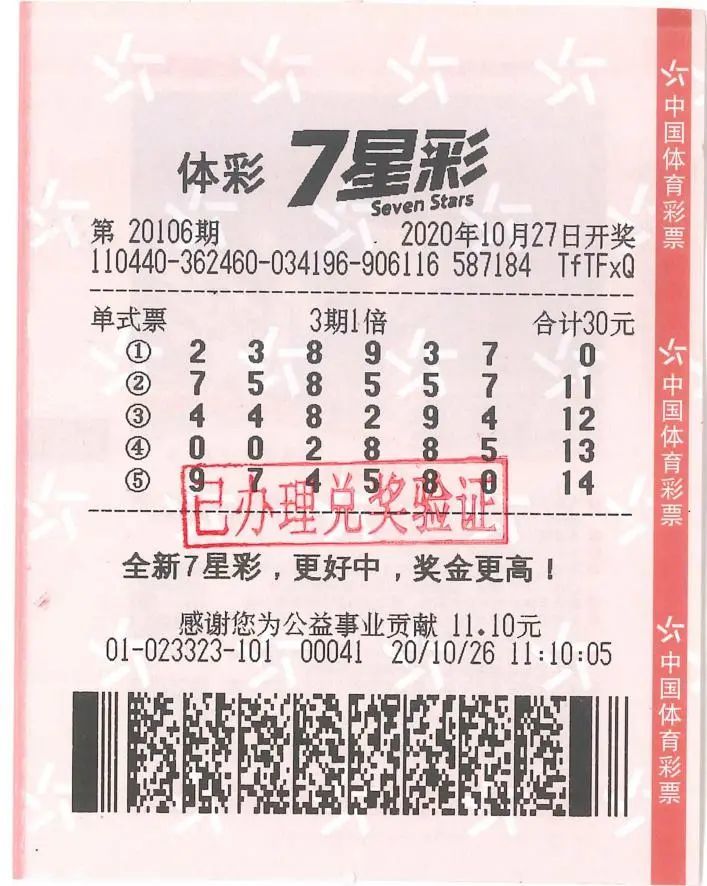 体彩 7星彩
Seven Stars
第 20106期 2020年10月27日开奖
110440-362460-034196-906116 587184 TfTFxQ
单式票 3期1倍 合计30元
① 2 3 8 9 3 7 0
② 7 5 8 5 5 7 11
③ 4 4 8 2 9 4 12
④ 0 0 2 8 8 5 13
⑤ 9 7 4 5 8 0 14
已办理兑奖验证
全新7星彩，更好中，奖金更高！
感谢您为公益事业贡献 11.10元
01-023323-101 00041 20/10/26 11:10:05
中国体育彩票
中国体育彩票
中国体育彩票